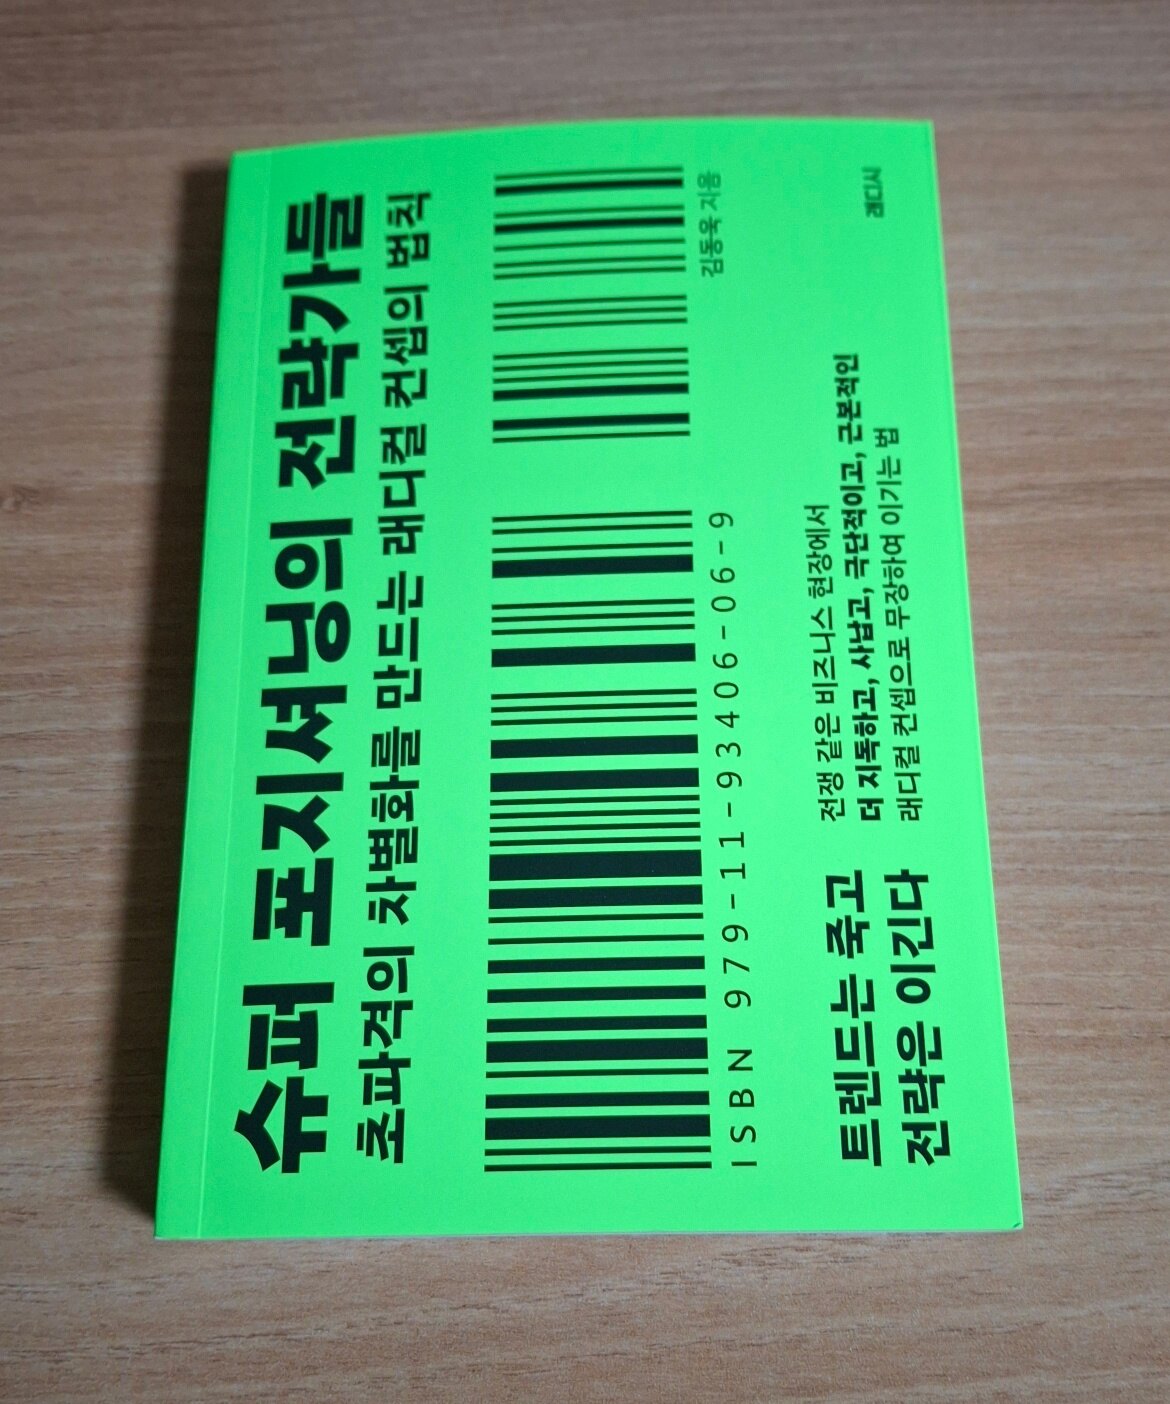 슈퍼 포지셔닝의 전략가들
초파격의 차별화를 만드는 래디컬 컨셉의 법칙
ISBN 979-11-93406-06-9
김동욱 지음
트렌드는 죽고
전략은 이긴다
전쟁 같은 비즈니스 현장에서
더 지독하고, 사납고, 극단적이고, 근본적인
래디컬 컨셉으로 무장하여 이기는 법
래디시